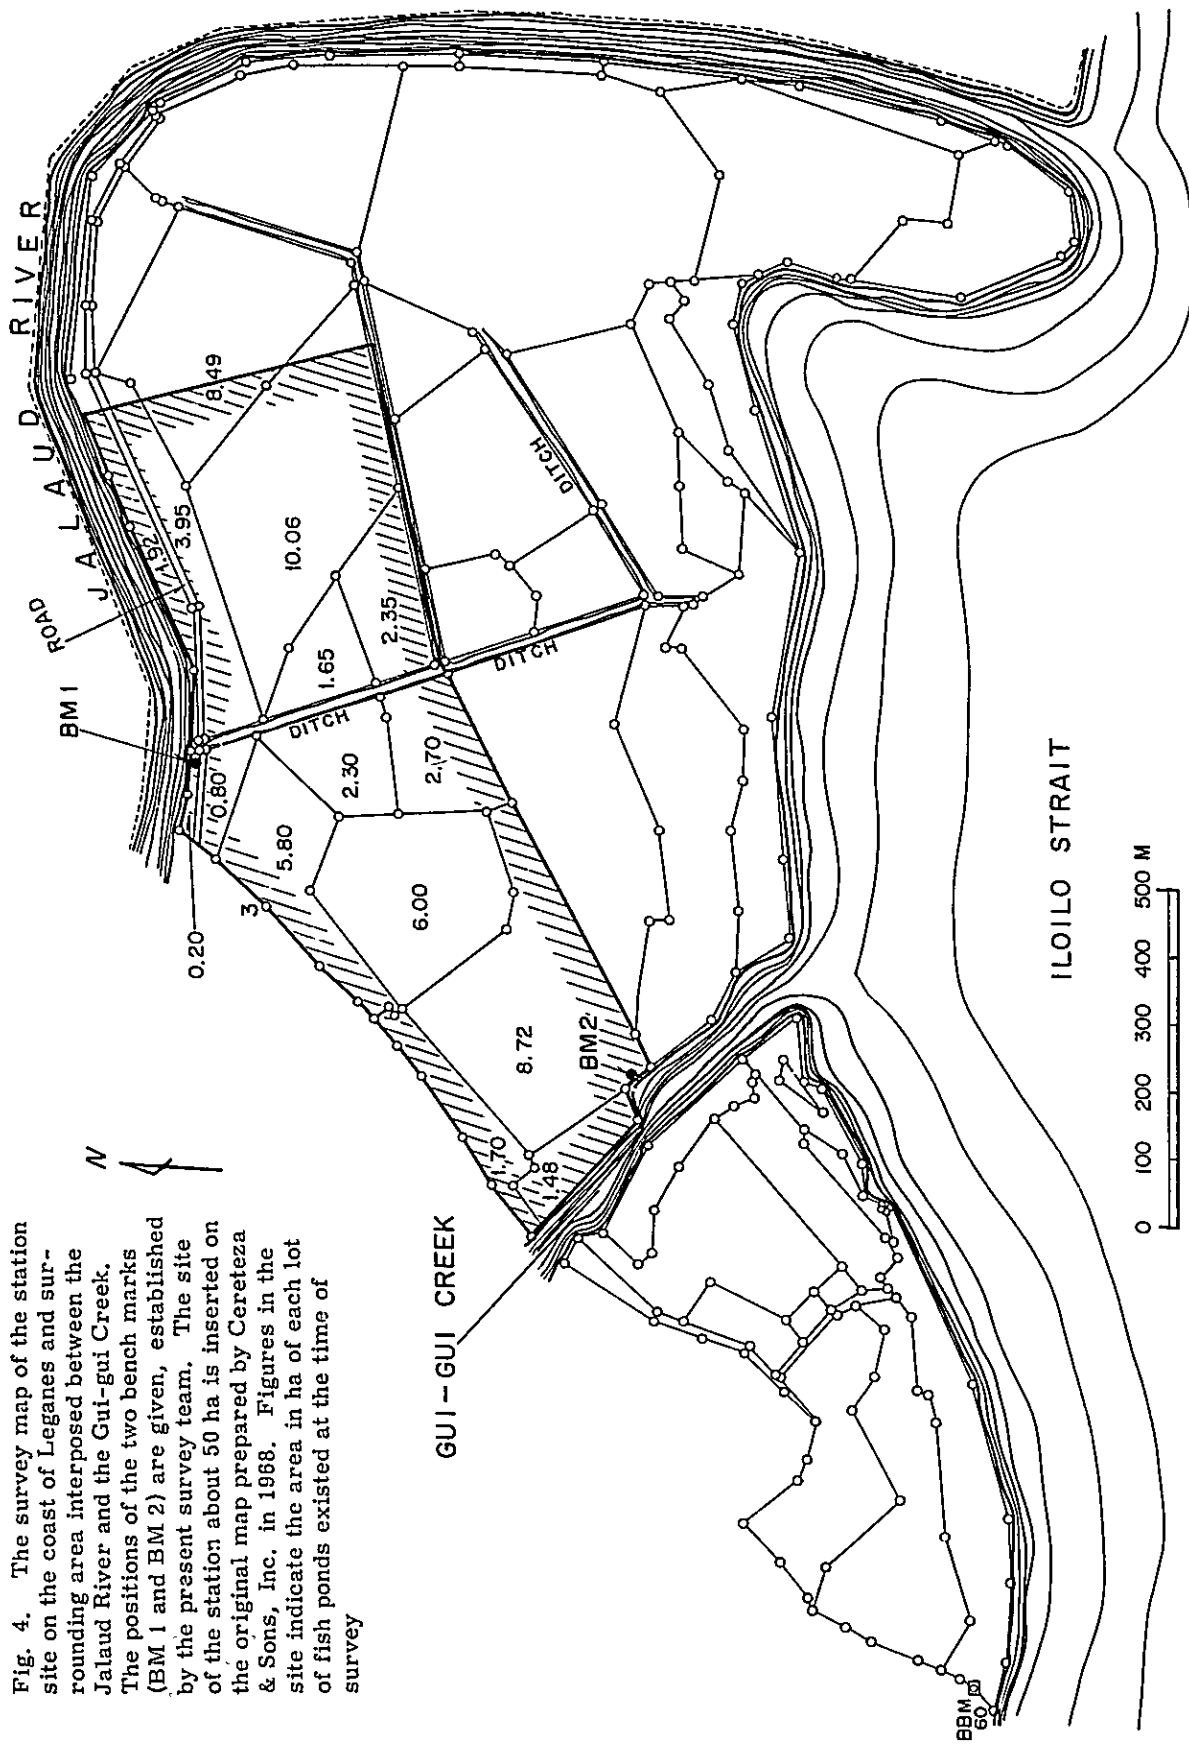 Fig. 4. The survey map of the station
site on the coast of Leganes and sur-
rounding area interposed between the
Jalaud River and the Gui-gui Creek.
The positions of the two bench marks
(BM 1 and BM 2) are given, established
by the present survey team. The site
of the station about 50 ha is inserted on
the original map prepared by Cereteza
& Sons, Inc. in 1968. Figures in the
site indicate the area in ha of each lot
of fish ponds existed at the time of
survey
N
JALAUD RIVER
ROAD
BM1
1.92
3.95
8.49
10.06
1.65
2.35
DITCH
DITCH
DITCH
0.80
0.20
2.30
2.70
5.80
3
6.00
8.72
BM2
1.70
1.48
GUI-GUI CREEK
ILOILO STRAIT
0 100 200 300 400 500 M
BBM
60